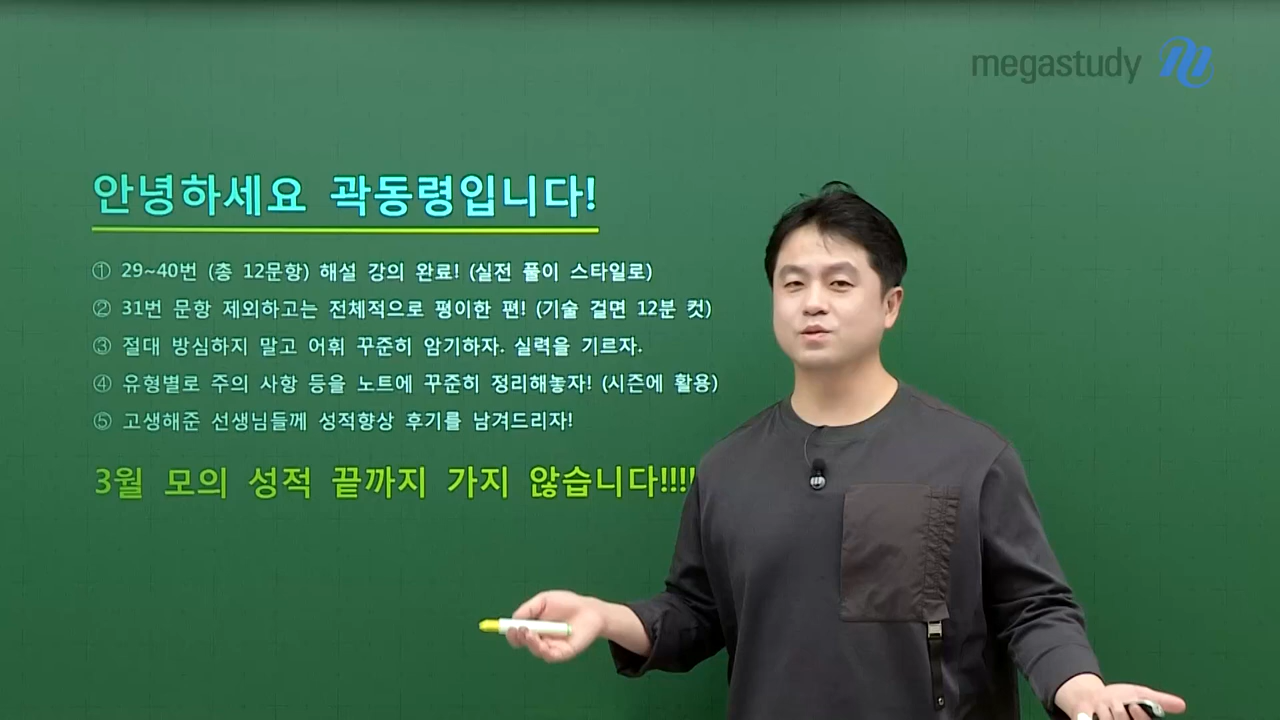 megastudy
안녕하세요 곽동령입니다!
① 29~40번 (총 12문항) 해설 강의 완료! (실전 풀이 스타일로)
② 31번 문항 제외하고는 전체적으로 평이한 편! (기술 걸면 12분 컷)
③ 절대 방심하지 말고 어휘 꾸준히 암기하자. 실력을 기르자.
④ 유형별로 주의 사항 등을 노트에 꾸준히 정리해놓자! (시즌에 활용)
⑤ 고생해준 선생님들께 성적향상 후기를 남겨드리자!
3월 모의 성적 끝까지 가지 않습니다!!!!